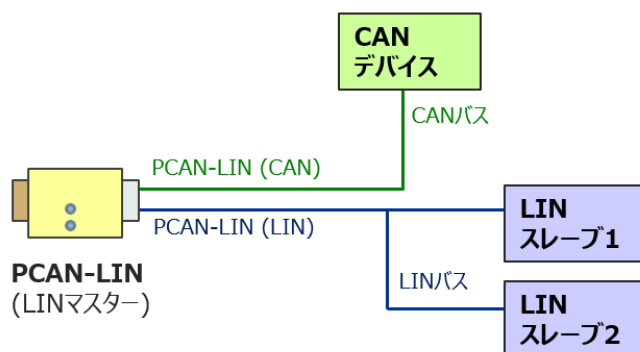 CAN
デバイス
CANバス
PCAN-LIN (CAN)
PCAN-LIN (LIN)
PCAN-LIN
(LINマスター)
LIN
スレーブ1
LINバス
LIN
スレーブ2